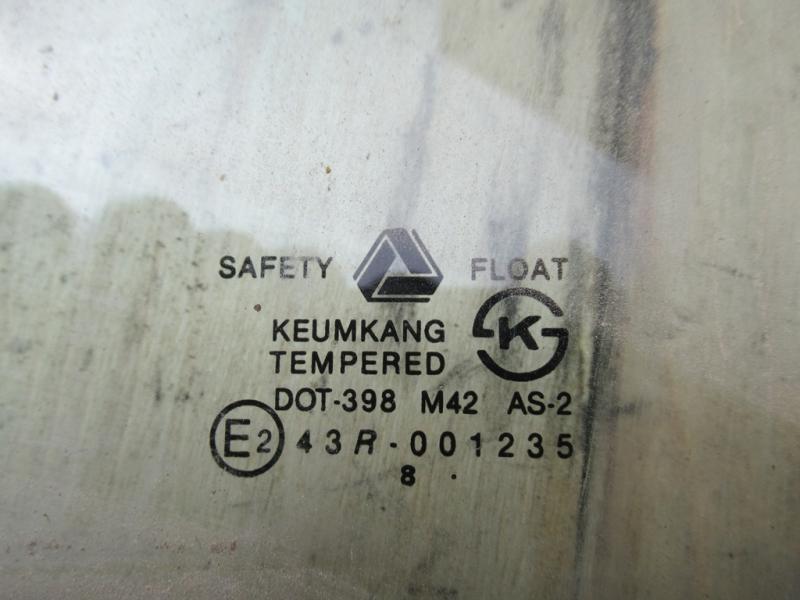 SAFETY FLOAT
KEUMKANG
TEMPERED
K
DOT-398 M42 AS-2
E2 43R-001235
8 .